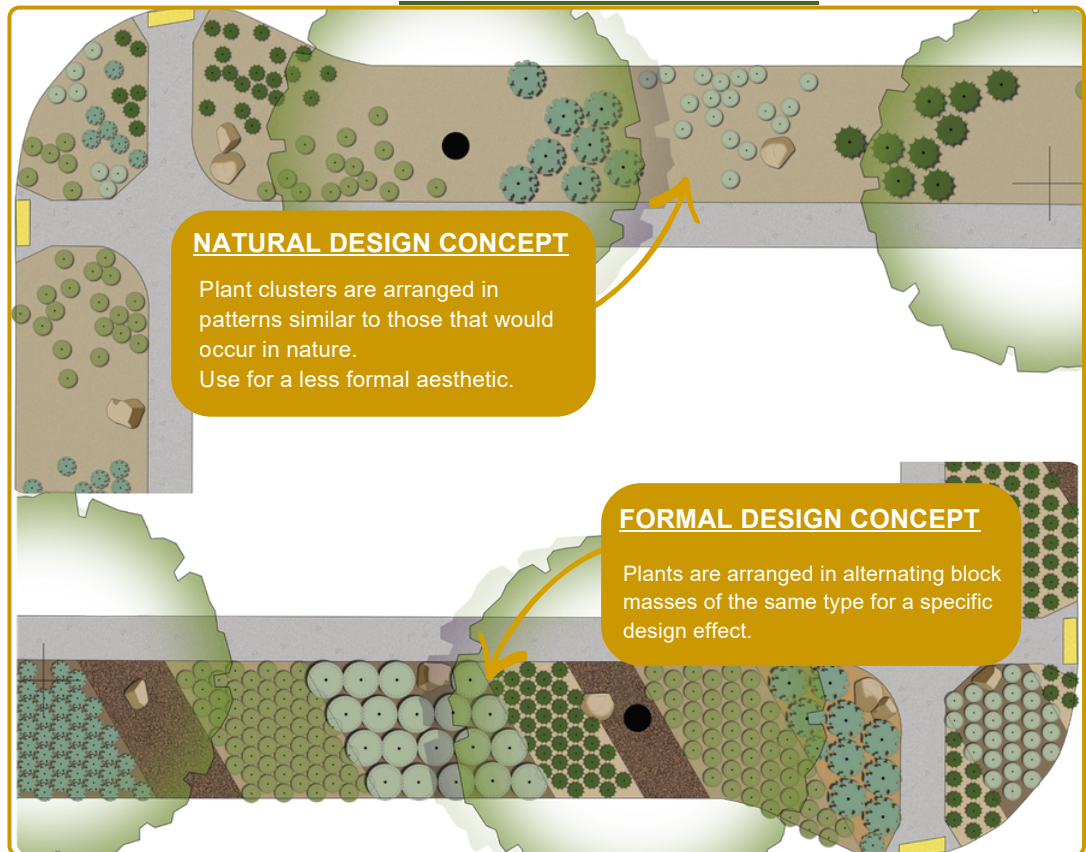 NATURAL DESIGN CONCEPT
Plant clusters are arranged in
patterns similar to those that would
occur in nature.
Use for a less formal aesthetic.
FORMAL DESIGN CONCEPT
Plants are arranged in alternating block
masses of the same type for a specific
design effect.